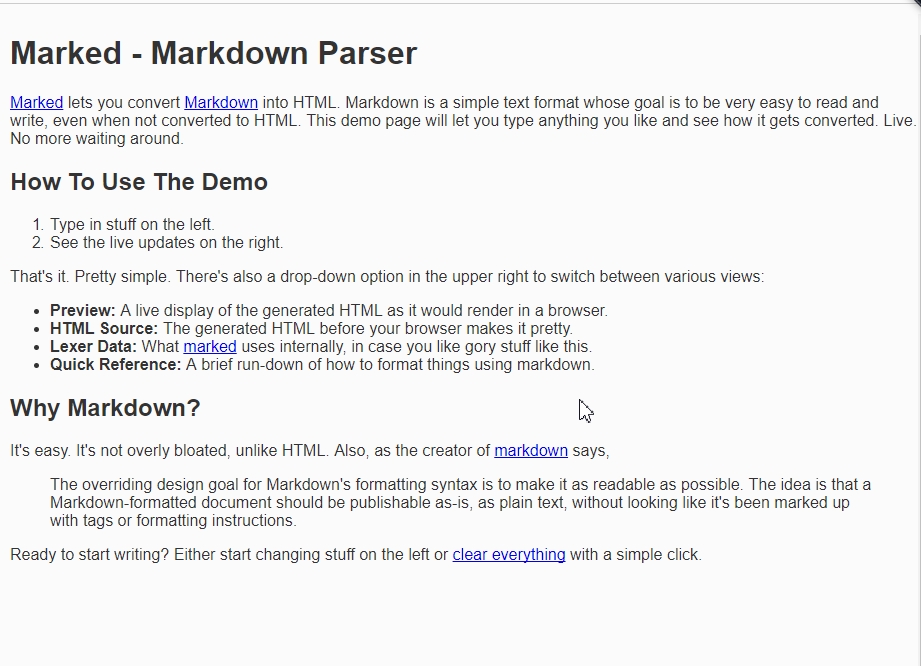 Marked - Markdown Parser
Marked lets you convert Markdown into HTML. Markdown is a simple text format whose goal is to be very easy to read and
write, even when not converted to HTML. This demo page will let you type anything you like and see how it gets converted. Live.
No more waiting around.
How To Use The Demo
1. Type in stuff on the left.
2. See the live updates on the right.
That's it. Pretty simple. There's also a drop-down option in the upper right to switch between various views:
• Preview: A live display of the generated HTML as it would render in a browser.
• HTML Source: The generated HTML before your browser makes it pretty.
• Lexer Data: What marked uses internally, in case you like gory stuff like this.
• Quick Reference: A brief run-down of how to format things using markdown.
Why Markdown?
It's easy. It's not overly bloated, unlike HTML. Also, as the creator of markdown says,
The overriding design goal for Markdown's formatting syntax is to make it as readable as possible. The idea is that a
Markdown-formatted document should be publishable as-is, as plain text, without looking like it's been marked up
with tags or formatting instructions.
Ready to start writing? Either start changing stuff on the left or clear everything with a simple click.